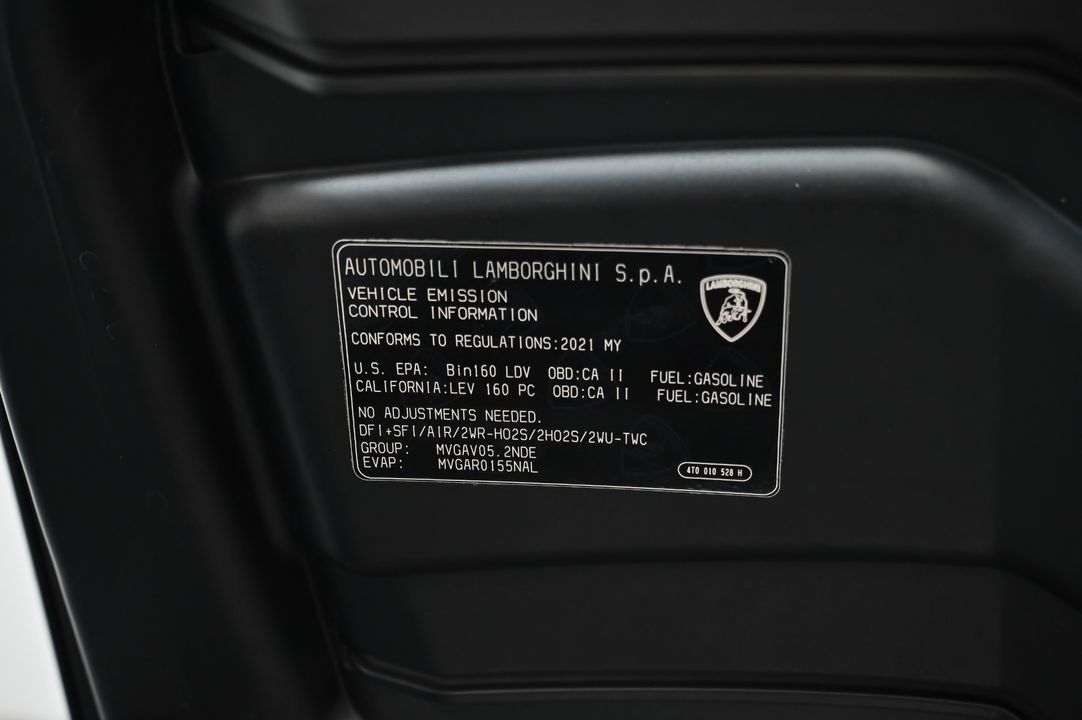 AUTOMOBILI LAMBORGHINI S.p.A.
LAMBORGHINI
VEHICLE EMISSION
CONTROL INFORMATION
CONFORMS TO REGULATIONS:2021 MY
U.S. EPA: Bin160 LDV OBD:CA II FUEL:GASOLINE
CALIFORNIA:LEV 160 PC OBD:CA II FUEL:GASOLINE
NO ADJUSTMENTS NEEDED.
DFI+SFI/AIR/2WR-HO2S/2HO2S/2WU-TWC
GROUP: MVGAV05.2NDE
EVAP: MVGAR0155NAL
4T0 010 528 H